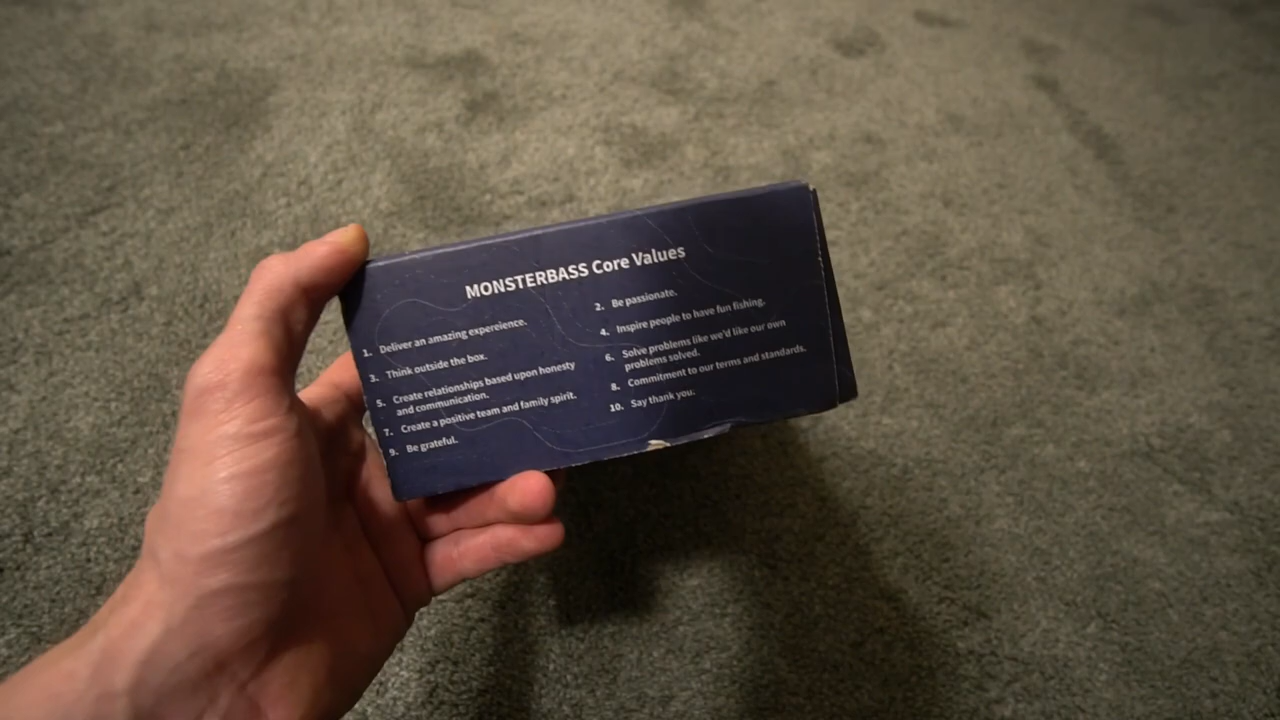 MONSTERBASS Core Values
1. Deliver an amazing expereience.
2. Be passionate.
3. Think outside the box.
4. Inspire people to have fun fishing.
5. Create relationships based upon honesty
and communication.
6. Solve problems like we'd like our own
problems solved.
7. Create a positive team and family spirit.
8. Commitment to our terms and standards.
9. Be grateful.
10. Say thank you.